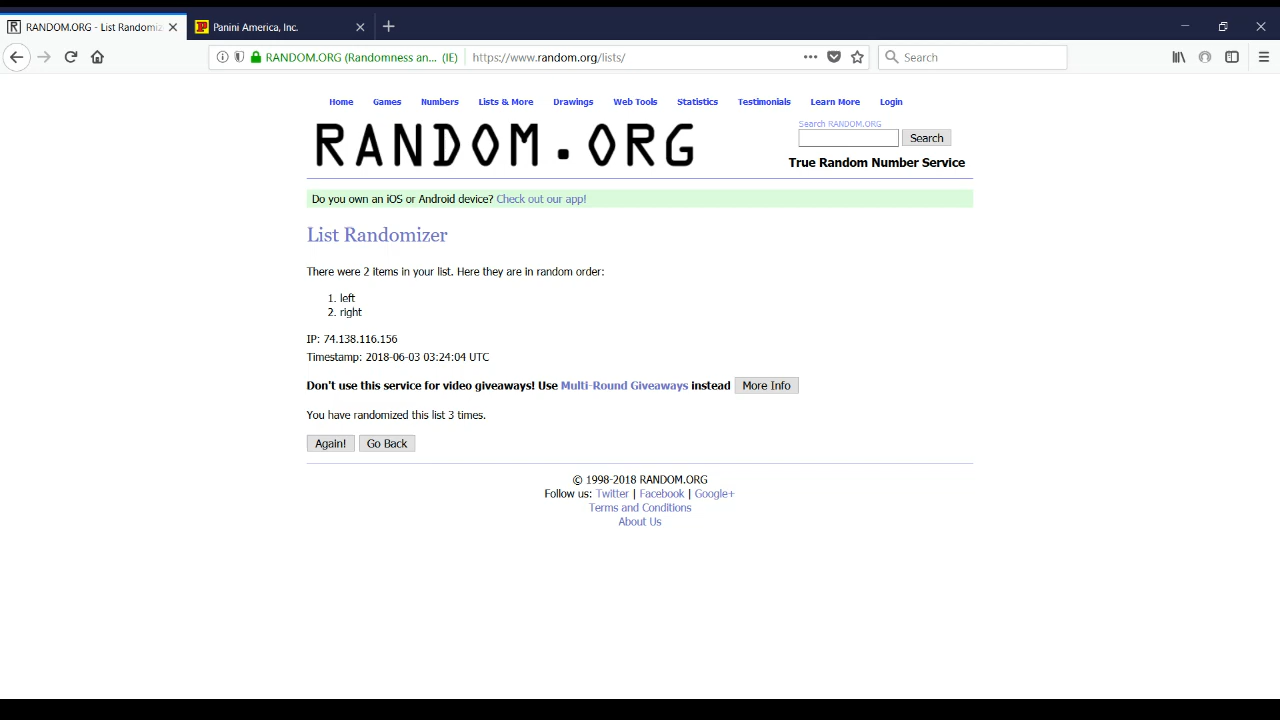 RANDOM.ORG - List Randomiz
Panini America, Inc.
RANDOM.ORG (Randomness an... (IE)
https://www.random.org/lists/
Search
Home Games Numbers Lists & More Drawings Web Tools Statistics Testimonials Learn More Login
RANDOM.ORG
Search RANDOM.ORG
Search
True Random Number Service
Do you own an iOS or Android device? Check out our app!
List Randomizer
There were 2 items in your list. Here they are in random order:
1. left
2. right
IP: 74.138.116.156
Timestamp: 2018-06-03 03:24:04 UTC
Don't use this service for video giveaways! Use Multi-Round Giveaways instead More Info
You have randomized this list 3 times.
Again! Go Back
© 1998-2018 RANDOM.ORG
Follow us: Twitter | Facebook | Google+
Terms and Conditions
About Us